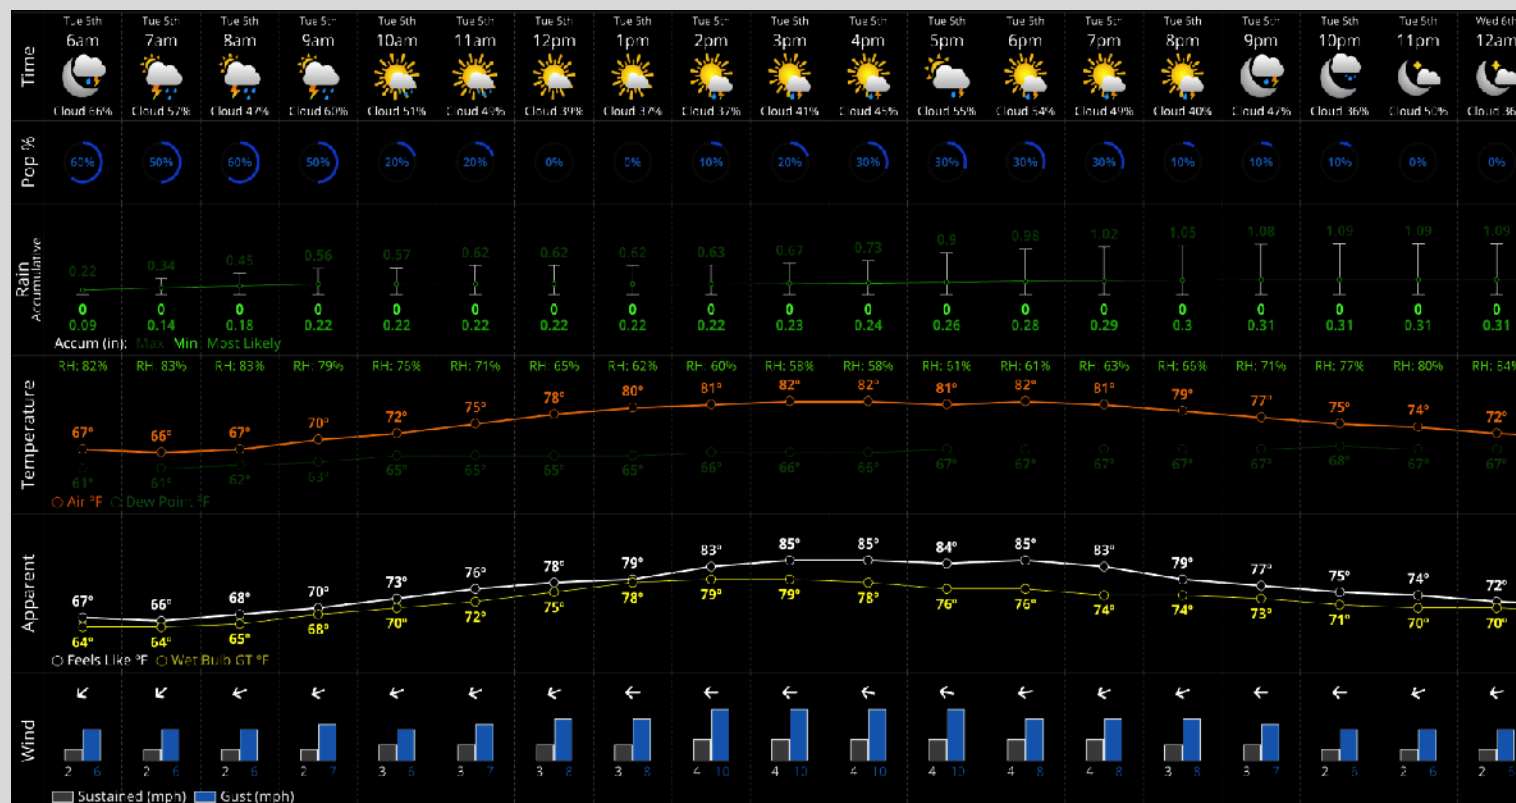 Tue 5th Tue 5th Tue 5th Tue 5th Tue 5th Tue 5th Tue 5th Tue 5th Tue 5th Tue 5th Tue 5th Tue 5th Tue 5th Tue 5th Tue 5th Tue 5th Tue 5th Tue 5th Wed 6th
Time
6am 7am 8am 9am 10am 11am 12pm 1pm 2pm 3pm 4pm 5pm 6pm 7pm 8pm 9pm 10pm 11pm 12am
Cloud 66% Cloud 57% Cloud 47% Cloud 60% Cloud 51% Cloud 49% Cloud 39% Cloud 37% Cloud 37% Cloud 41% Cloud 45% Cloud 55% Cloud 54% Cloud 49% Cloud 40% Cloud 47% Cloud 36% Cloud 50% Cloud 36
Pop %
60% 50% 60% 50% 20% 20% 0% 0% 10% 20% 30% 30% 30% 30% 10% 10% 10% 0% 0%
Rain
Accumulative
0.22 0.34 0.45 0.56 0.57 0.62 0.62 0.62 0.63 0.67 0.73 0.9 0.98 1.02 1.05 1.08 1.09 1.09 1.09
0 0 0 0 0 0 0 0 0 0 0 0 0 0 0 0 0 0 0
0.09 0.14 0.18 0.22 0.22 0.22 0.22 0.22 0.22 0.23 0.24 0.26 0.28 0.29 0.3 0.31 0.31 0.31 0.31
Accum (in): Max Min Most Likely
Temperature
RH: 82% RH: 83% RH: 83% RH: 79% RH: 76% RH: 71% RH: 65% RH: 62% RH: 60% RH: 58% RH: 58% RH: 61% RH: 61% RH: 63% RH: 66% RH: 71% RH: 77% RH: 80% RH: 84%
67° 66° 67° 70° 72° 75° 78° 80° 81° 82° 82° 81° 82° 81° 79° 77° 75° 74° 72°
61° 61° 62° 63° 65° 65° 65° 65° 66° 66° 66° 67° 67° 67° 67° 67° 68° 67° 67°
Air °F Dew Point °F
Apparent
67° 66° 68° 70° 73° 76° 78° 79° 83° 85° 85° 84° 85° 83° 79° 77° 75° 74° 72°
64° 64° 65° 68° 70° 72° 75° 78° 79° 79° 78° 76° 76° 74° 74° 73° 71° 70° 70°
Feels Like °F Wet Bulb GT °F
Wind
2 6 2 6 2 6 2 7 3 6 3 7 3 8 3 8 4 10 4 10 4 10 4 10 4 8 4 8 3 8 3 7 2 6 2 6 2 6
Sustained (mph) Gust (mph)